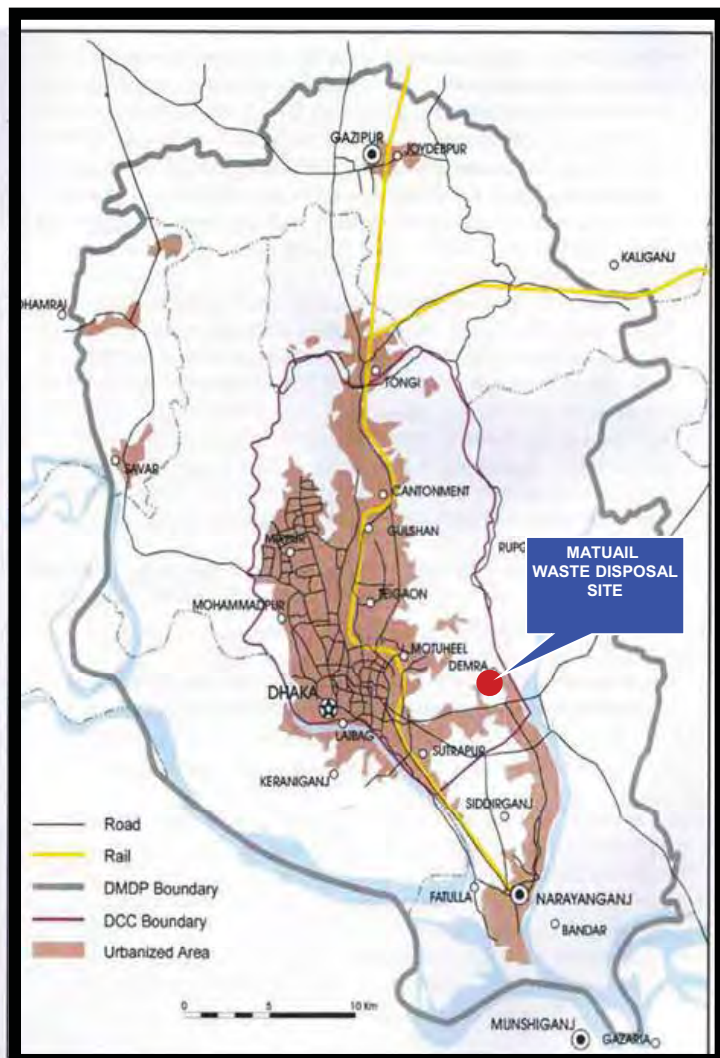 GAZIPUR
JOYDEBPUR
KALIGANJ
DHAMRAI
TONGI
SAVAR
CANTONMENT
GULSHAN
MIRPUR
RUPG
MATUAIL
WASTE DISPOSAL
SITE
TEJGAON
MOHAMMADPUR
MOTIJHEEL
DEMRA
DHAKA
LALBAG
SUTRAPUR
KERANIGANJ
SIDDIRGANJ
Road
Rail
DMDP Boundary
DCC Boundary
Urbanized Area
FATULLA
NARAYANGANJ
BANDAR
0 5 10 Km
MUNSHIGANJ
GAZARIA